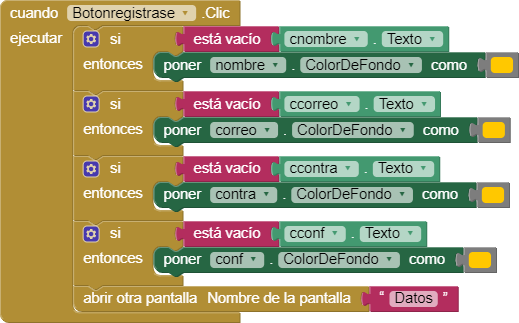 cuando Botonregistrase .Clic
ejecutar si está vacío cnombre . Texto
entonces poner nombre . ColorDeFondo como
si está vacío ccorreo . Texto
entonces poner correo . ColorDeFondo como
si está vacío ccontra . Texto
entonces poner contra . ColorDeFondo como
si está vacío cconf . Texto
entonces poner conf . ColorDeFondo como
abrir otra pantalla Nombre de la pantalla “ Datos ”